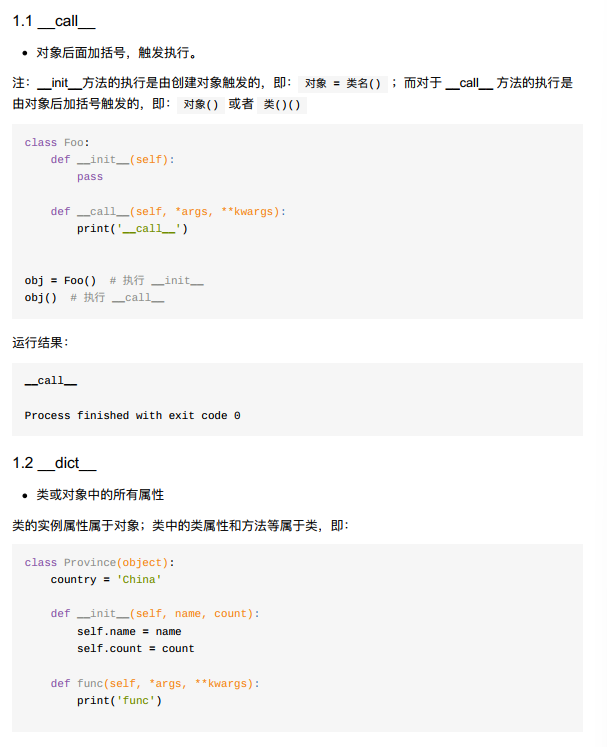 1.1 __call__
• 对象后面加括号，触发执行。
注：__init__方法的执行是由创建对象触发的，即：对象 = 类名() ；而对于 __call__ 方法的执行是
由对象后加括号触发的，即：对象() 或者 类()()
class Foo:
    def __init__(self):
        pass

    def __call__(self, *args, **kwargs):
        print('__call__')


obj = Foo()  # 执行 __init__
obj()  # 执行 __call__
运行结果：
__call__

Process finished with exit code 0
1.2 __dict__
• 类或对象中的所有属性
类的实例属性属于对象；类中的类属性和方法等属于类，即：
class Province(object):
    country = 'China'

    def __init__(self, name, count):
        self.name = name
        self.count = count

    def func(self, *args, **kwargs):
        print('func')